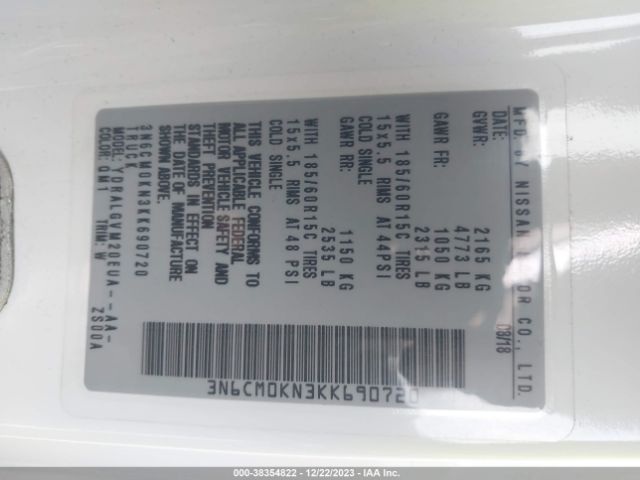 MFD. BY NISSAN MOTOR CO., LTD.
DATE: 08/18
GVWR: 2165 KG
4773 LB
GAWR FR: 1050 KG
2315 LB
WITH 185/60R15C TIRES
15x5.5 RIMS AT 44PSI
COLD SINGLE
GAWR RR: 1150 KG
2535 LB
WITH 185/60R15C TIRES
15x5.5 RIMS AT 48 PSI
COLD SINGLE
THIS VEHICLE CONFORMS TO
ALL APPLICABLE FEDERAL
MOTOR VEHICLE SAFETY AND
THEFT PREVENTION
STANDARDS IN EFFECT ON
THE DATE OF MANUFACTURE
SHOWN ABOVE.
3N6CM0KN3KK690720
TRUCK
MODEL: YDRALGVM20EUA--AA-
COLOR: QM1 TRIM: W ZS00A
3N6CM0KN3KK690720
000-38354822 - 12/22/2023 - IAA Inc.